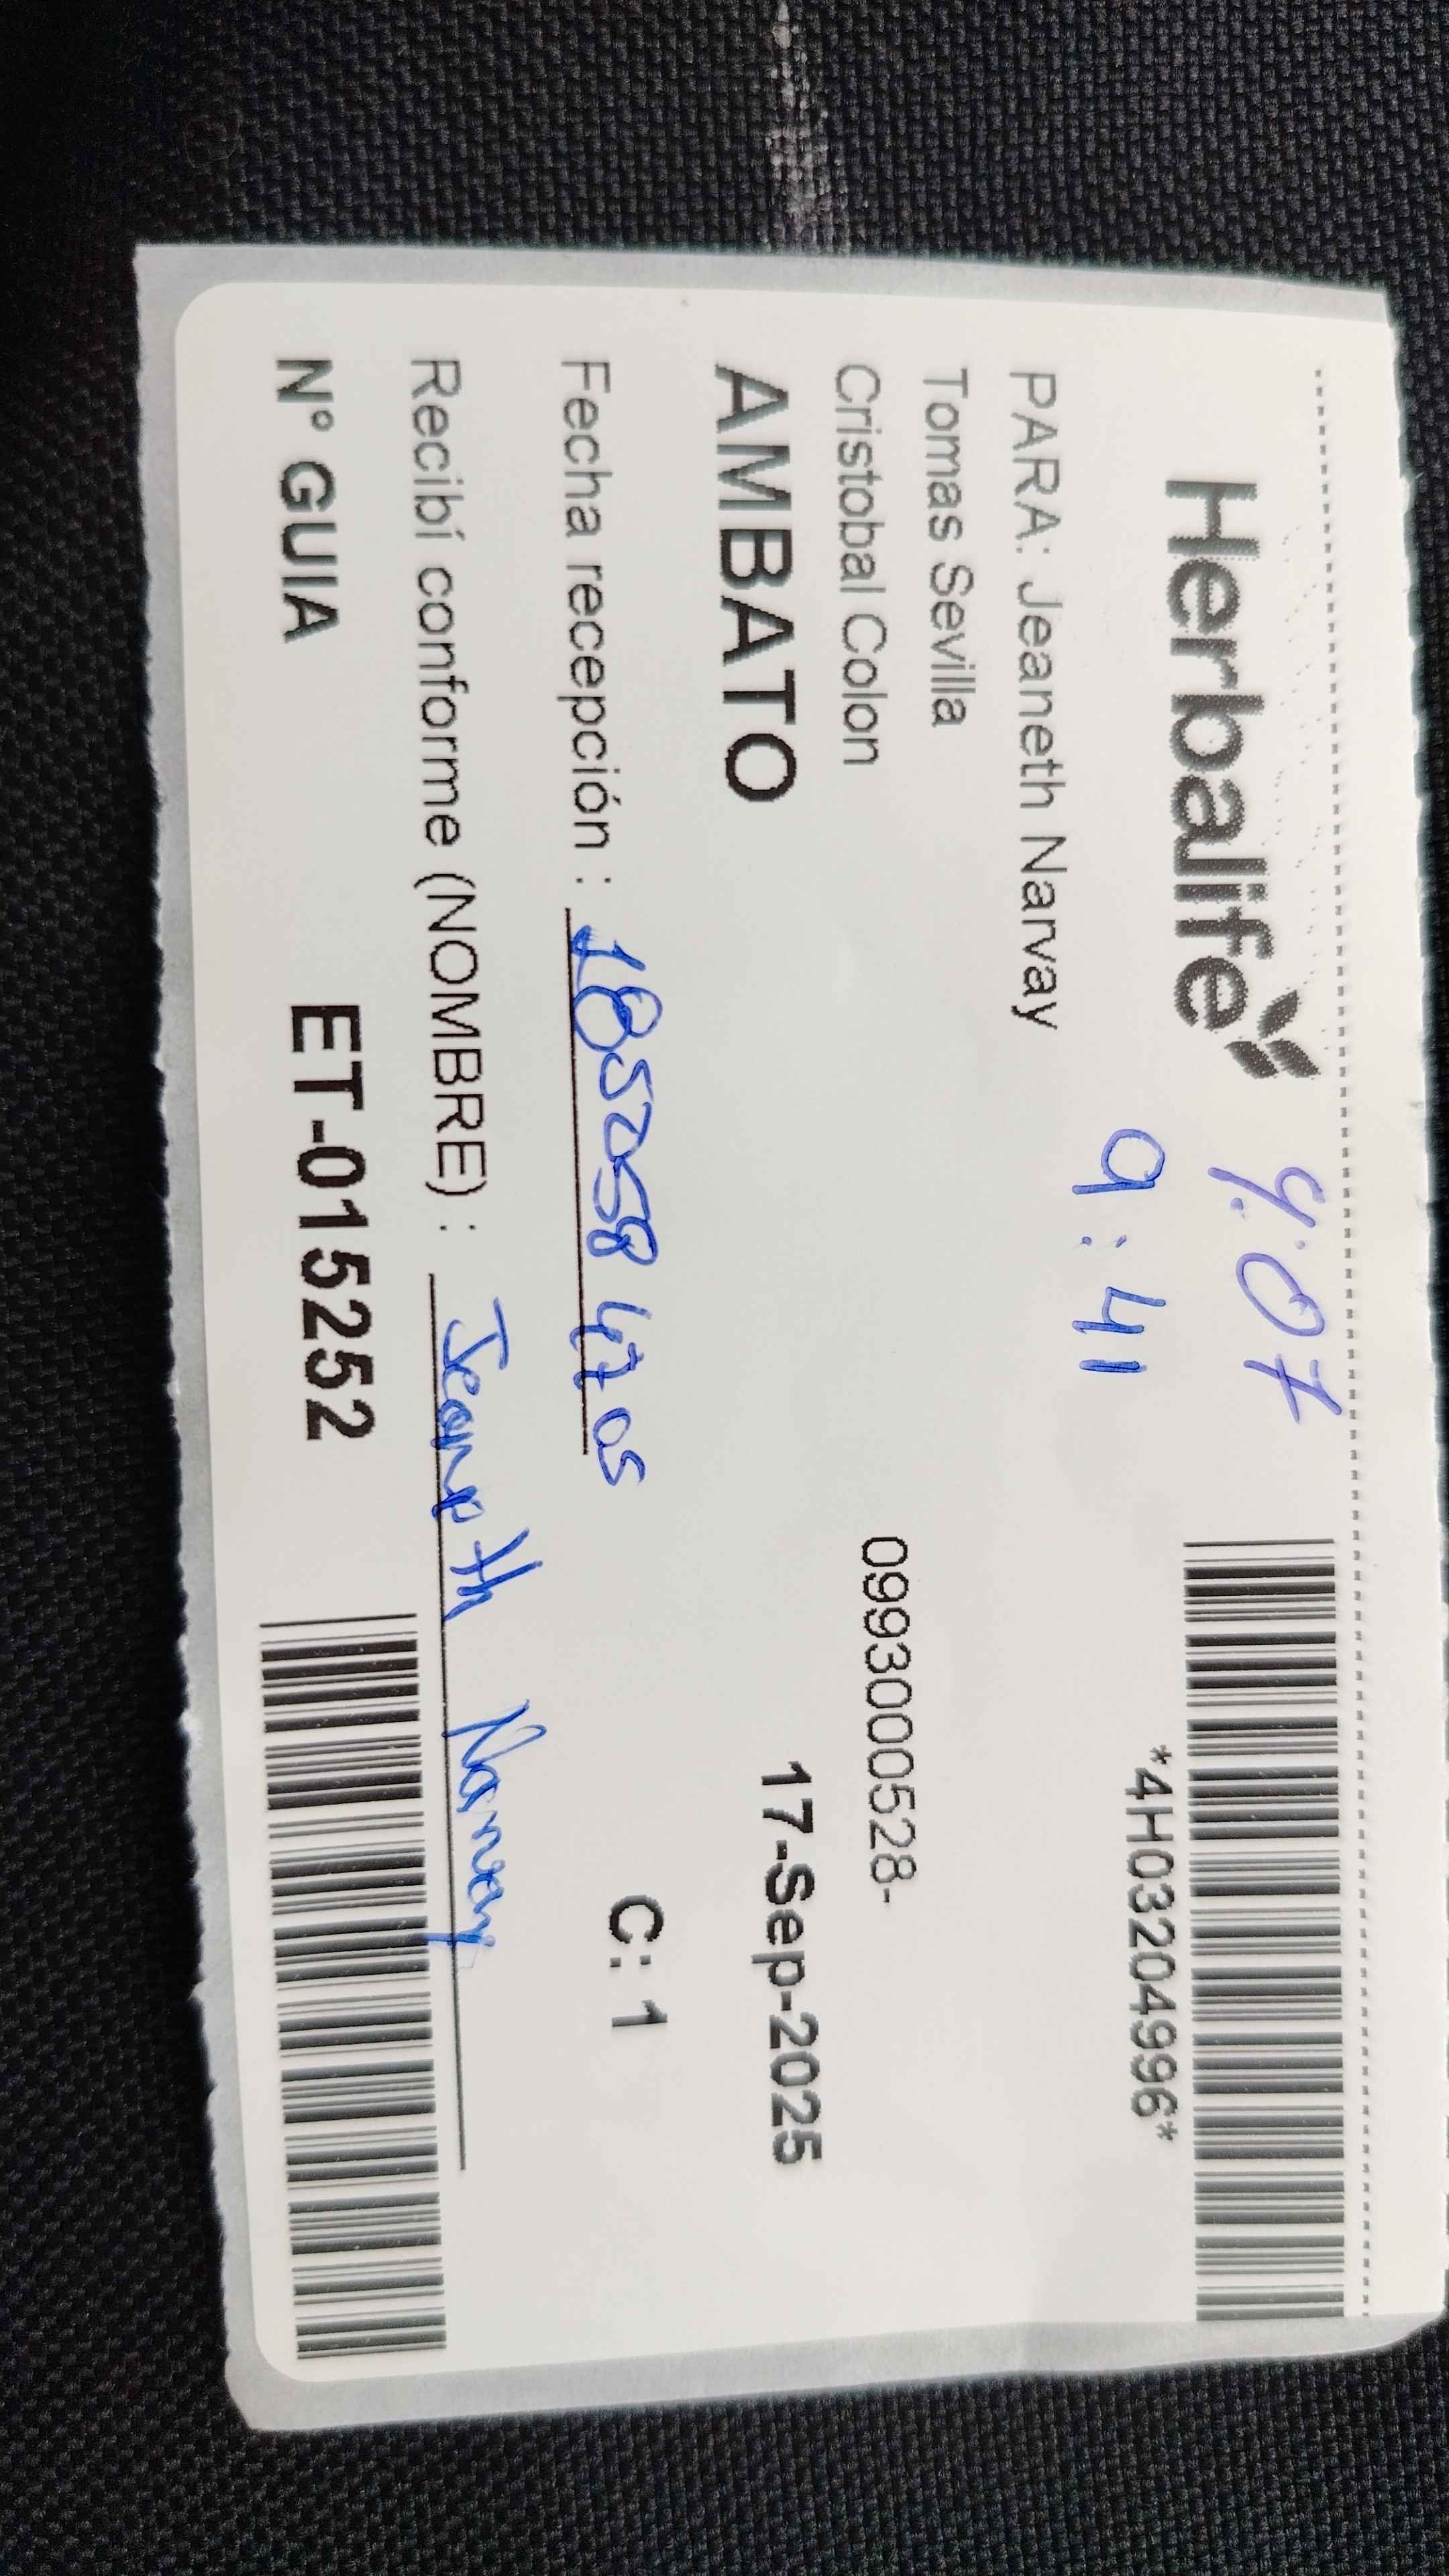 Herbalife
9.07
*4H03204996*
9:41
PARA: Jeaneth Narvay
Tomas Sevilla
Cristobal Colon
0993000528-
AMBATO
17-Sep-2025
Fecha recepción :
C: 1
Recibí conforme (NOMBRE) : Jeaneth Narvay
N° GUIA ET-015252